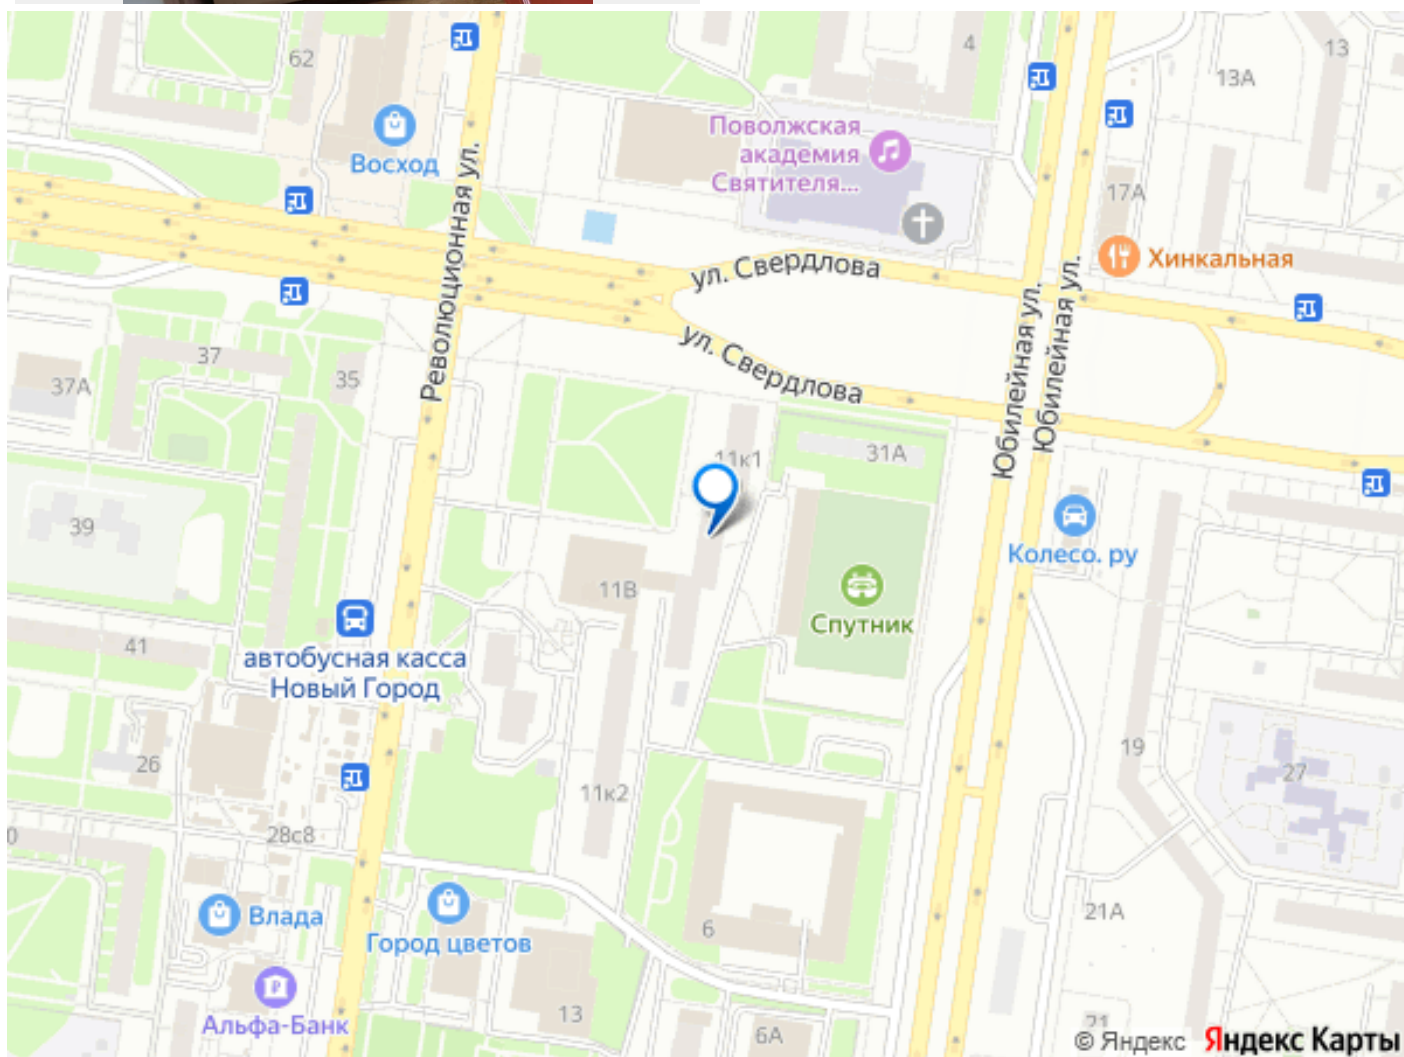 62
4
13
13А
Восход
Поволжская
академия
Святителя...
17А
Революционная ул.
ул. Свердлова
Хинкальная
ул. Свердлова
Юбилейная ул.
Юбилейная ул.
37
37А
35
11к1
31А
39
11В
Спутник
Колесо. ру
41
автобусная касса
Новый Город
26
19
27
11к2
28с8
0
Влада
Город цветов
6
21А
Альфа-Банк
13
6А
21
© Яндекс Яндекс Карты